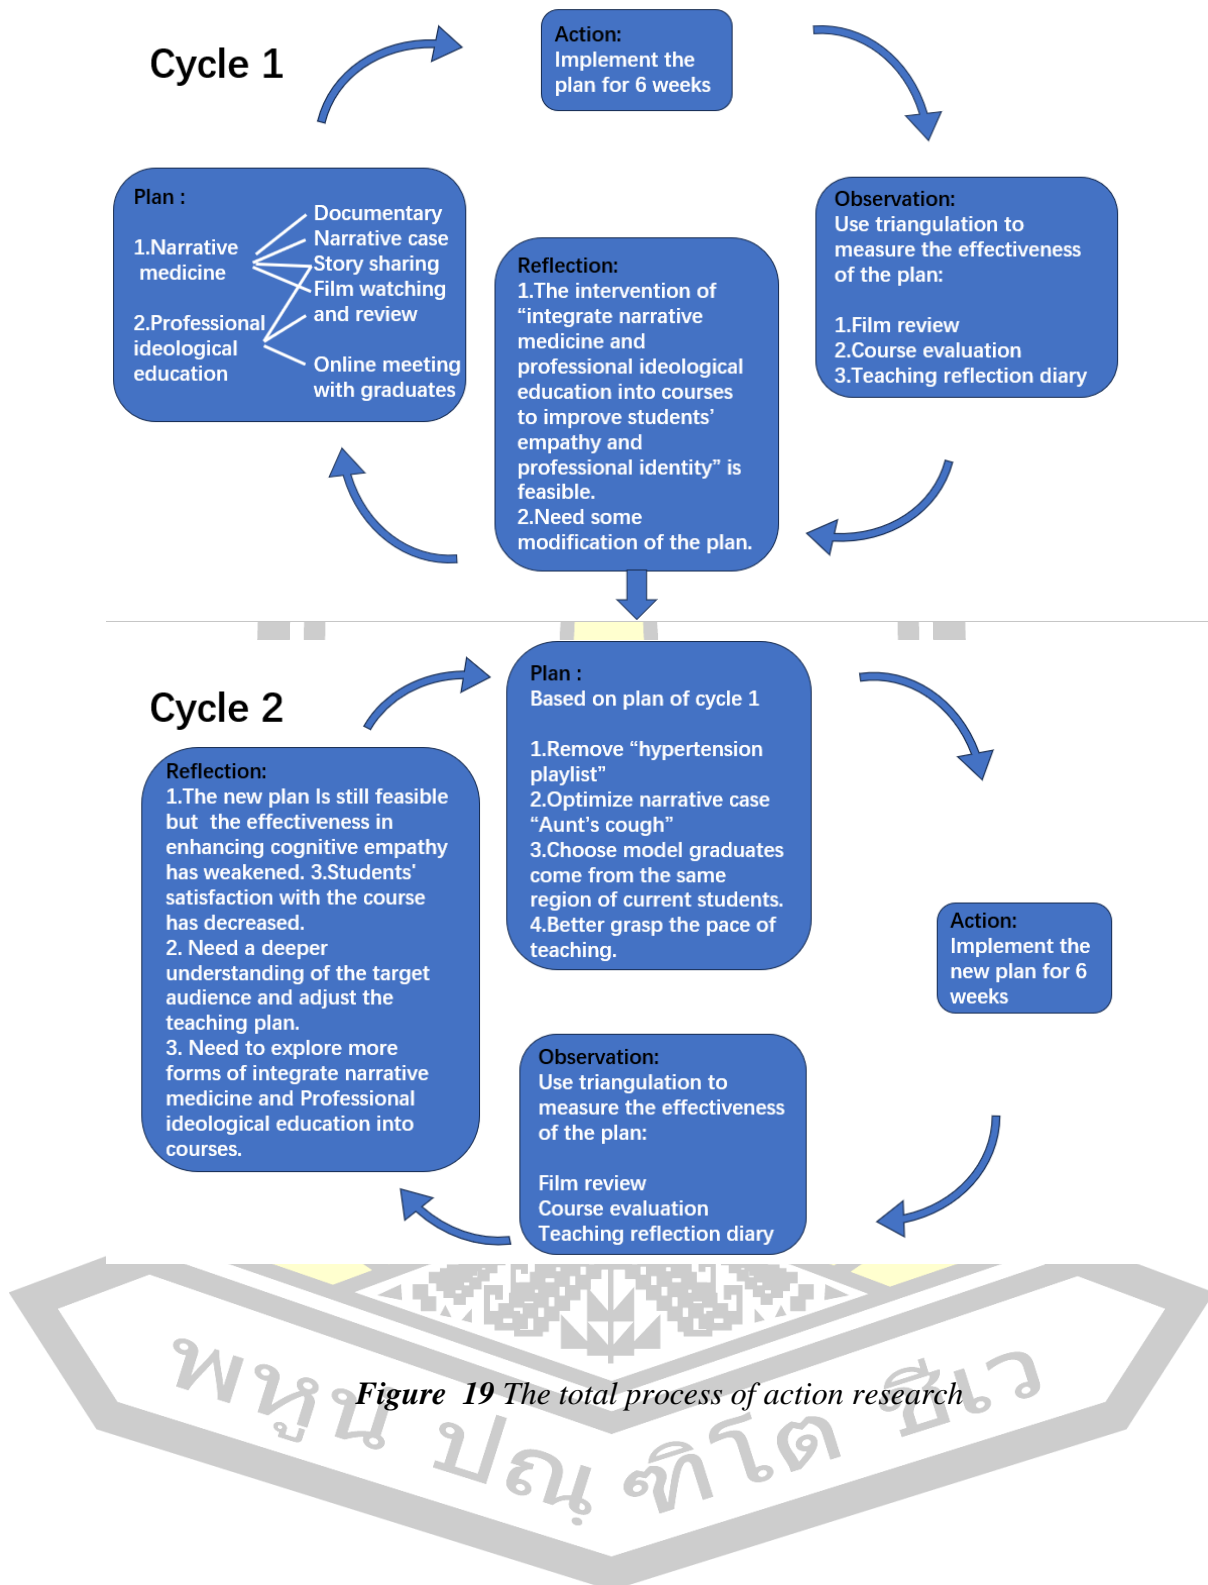 Cycle 1
Action:
Implement the
plan for 6 weeks
Plan :
1.Narrative
medicine
2.Professional
ideological
education
Documentary
Narrative case
Story sharing
Film watching
and review
Online meeting
with graduates
Observation:
Use triangulation to
measure the effectiveness
of the plan:
1.Film review
2.Course evaluation
3.Teaching reflection diary
Reflection:
1.The intervention of
“integrate narrative
medicine and
professional ideological
education into courses
to improve students’
empathy and
professional identity” is
feasible.
2.Need some
modification of the plan.
Cycle 2
Plan :
Based on plan of cycle 1
1.Remove “hypertension
playlist”
2.Optimize narrative case
“Aunt’s cough”
3.Choose model graduates
come from the same
region of current students.
4.Better grasp the pace of
teaching.
Action:
Implement the
new plan for 6
weeks
Observation:
Use triangulation to
measure the effectiveness
of the plan:
Film review
Course evaluation
Teaching reflection diary
Reflection:
1.The new plan Is still feasible
but the effectiveness in
enhancing cognitive empathy
has weakened. 3.Students'
satisfaction with the course
has decreased.
2. Need a deeper
understanding of the target
audience and adjust the
teaching plan.
3. Need to explore more
forms of integrate narrative
medicine and Professional
ideological education into
courses.
Figure 19 The total process of action research
พหูน ปณฺ ฑิโต ชีเว